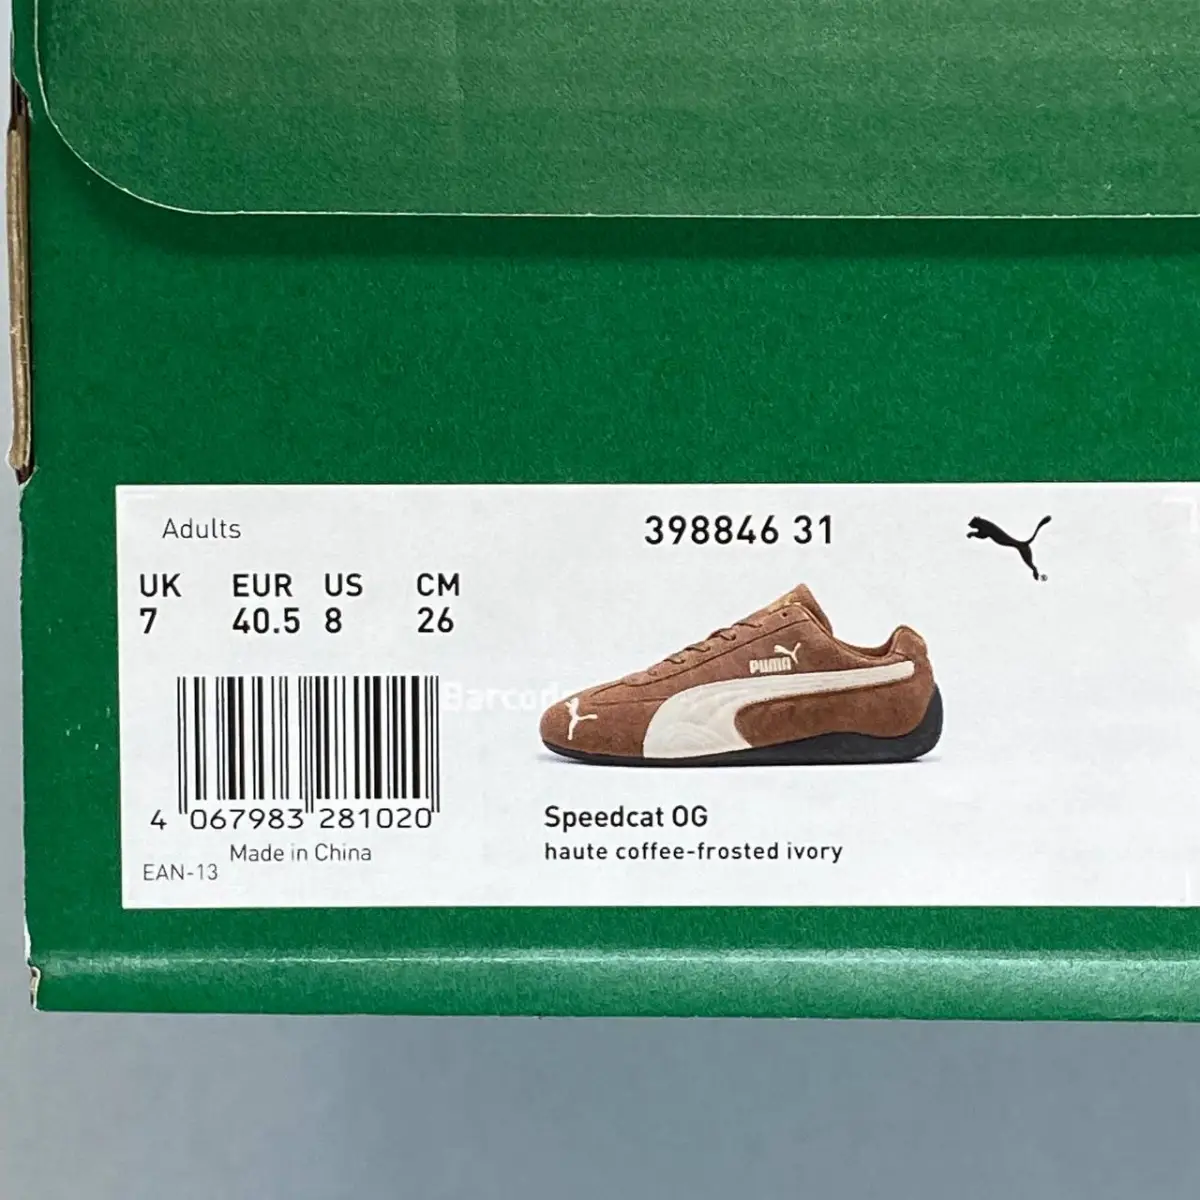 Adults
398846 31
UK EUR US CM
7 40.5 8 26
PUMA
4 067983 281020
Made in China
EAN-13
Speedcat OG
haute coffee-frosted ivory